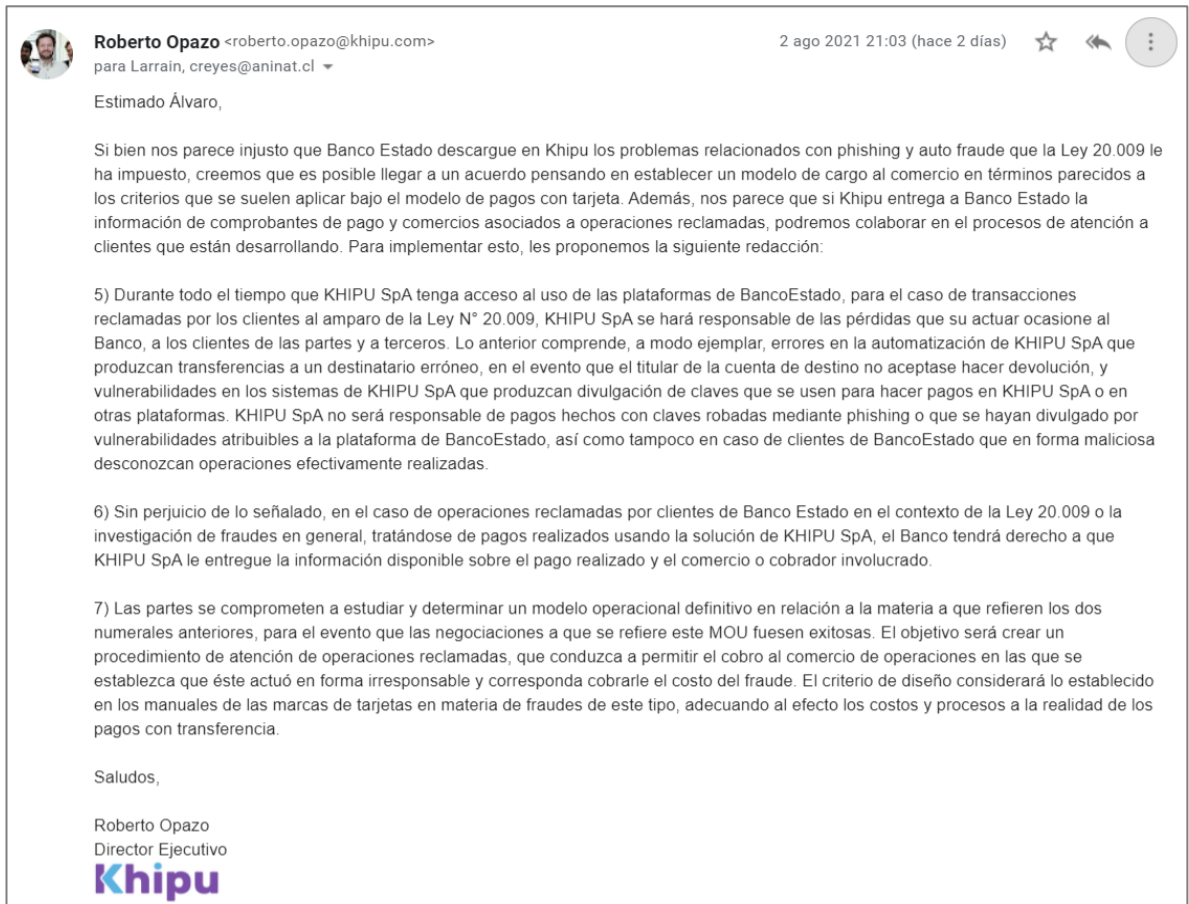 Roberto Opazo <roberto.opazo@khipu.com>
2 ago 2021 21:03 (hace 2 días)
para Larrain, creyes@aninat.cl
Estimado Álvaro,
Si bien nos parece injusto que Banco Estado descargue en Khipu los problemas relacionados con phishing y auto fraude que la Ley 20.009 le
ha impuesto, creemos que es posible llegar a un acuerdo pensando en establecer un modelo de cargo al comercio en términos parecidos a
los criterios que se suelen aplicar bajo el modelo de pagos con tarjeta. Además, nos parece que si Khipu entrega a Banco Estado la
información de comprobantes de pago y comercios asociados a operaciones reclamadas, podremos colaborar en el procesos de atención a
clientes que están desarrollando. Para implementar esto, les proponemos la siguiente redacción:
5) Durante todo el tiempo que KHIPU SpA tenga acceso al uso de las plataformas de BancoEstado, para el caso de transacciones
reclamadas por los clientes al amparo de la Ley N° 20.009, KHIPU SpA se hará responsable de las pérdidas que su actuar ocasione al
Banco, a los clientes de las partes y a terceros. Lo anterior comprende, a modo ejemplar, errores en la automatización de KHIPU SpA que
produzcan transferencias a un destinatario erróneo, en el evento que el titular de la cuenta de destino no aceptase hacer devolución, y
vulnerabilidades en los sistemas de KHIPU SpA que produzcan divulgación de claves que se usen para hacer pagos en KHIPU SpA o en
otras plataformas. KHIPU SpA no será responsable de pagos hechos con claves robadas mediante phishing o que se hayan divulgado por
vulnerabilidades atribuibles a la plataforma de BancoEstado, así como tampoco en caso de clientes de BancoEstado que en forma maliciosa
desconozcan operaciones efectivamente realizadas.
6) Sin perjuicio de lo señalado, en el caso de operaciones reclamadas por clientes de Banco Estado en el contexto de la Ley 20.009 o la
investigación de fraudes en general, tratándose de pagos realizados usando la solución de KHIPU SpA, el Banco tendrá derecho a que
KHIPU SpA le entregue la información disponible sobre el pago realizado y el comercio o cobrador involucrado.
7) Las partes se comprometen a estudiar y determinar un modelo operacional definitivo en relación a la materia a que refieren los dos
numerales anteriores, para el evento que las negociaciones a que se refiere este MOU fuesen exitosas. El objetivo será crear un
procedimiento de atención de operaciones reclamadas, que conduzca a permitir el cobro al comercio de operaciones en las que se
establezca que éste actuó en forma irresponsable y corresponda cobrarle el costo del fraude. El criterio de diseño considerará lo establecido
en los manuales de las marcas de tarjetas en materia de fraudes de este tipo, adecuando al efecto los costos y procesos a la realidad de los
pagos con transferencia.
Saludos,
Roberto Opazo
Director Ejecutivo
Khipu